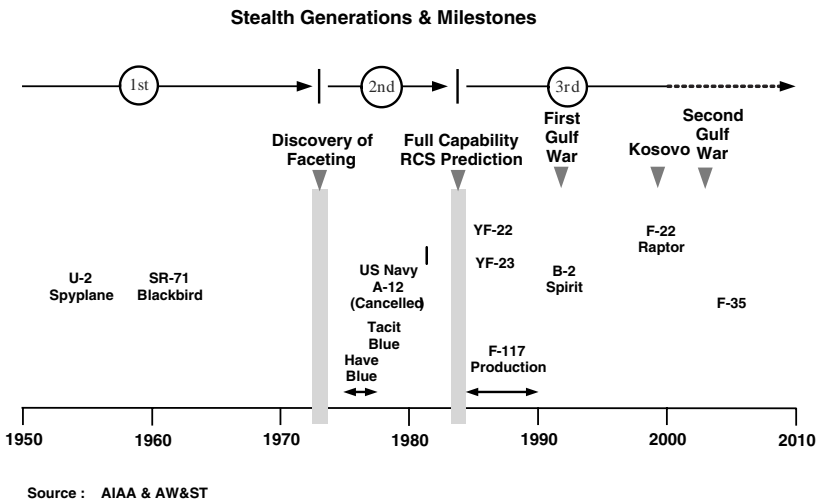 Stealth Generations & Milestones
1st
2nd
3rd
Discovery of
Faceting
Full Capability
RCS Prediction
First
Gulf
War
Kosovo
Second
Gulf
War
U-2
Spyplane
SR-71
Blackbird
US Navy
A-12
(Cancelled)
Tacit
Blue
Have
Blue
YF-22
YF-23
B-2
Spirit
F-117
Production
F-22
Raptor
F-35
1950
1960
1970
1980
1990
2000
2010
Source : AIAA & AW&ST